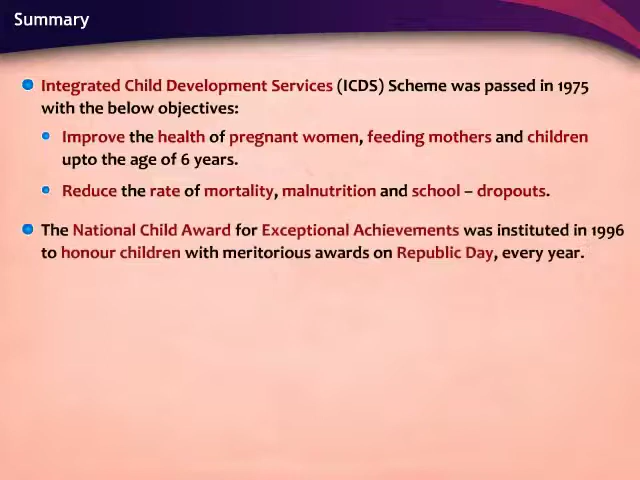 Summary
Integrated Child Development Services (ICDS) Scheme was passed in 1975
with the below objectives:
Improve the health of pregnant women, feeding mothers and children
upto the age of 6 years.
Reduce the rate of mortality, malnutrition and school – dropouts.
The National Child Award for Exceptional Achievements was instituted in 1996
to honour children with meritorious awards on Republic Day, every year.